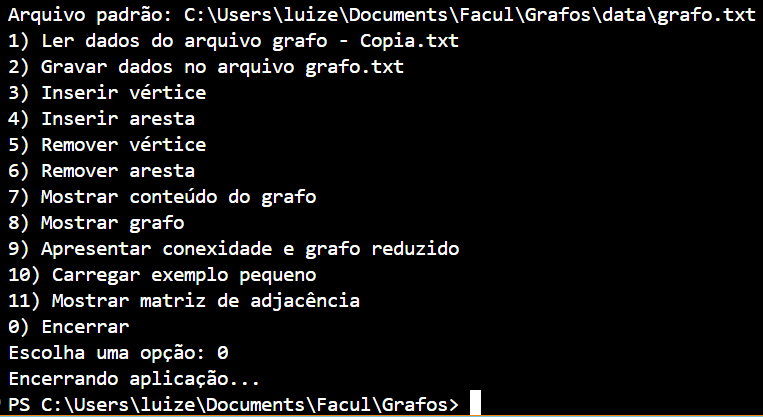 Arquivo padrão: C:\Users\luize\Documents\Facul\Grafos\data\grafo.txt
1) Ler dados do arquivo grafo - Copia.txt
2) Gravar dados no arquivo grafo.txt
3) Inserir vértice
4) Inserir aresta
5) Remover vértice
6) Remover aresta
7) Mostrar conteúdo do grafo
8) Mostrar grafo
9) Apresentar conexidade e grafo reduzido
10) Carregar exemplo pequeno
11) Mostrar matriz de adjacência
0) Encerrar
Escolha uma opção: 0
Encerrando aplicação...
PS C:\Users\luize\Documents\Facul\Grafos>